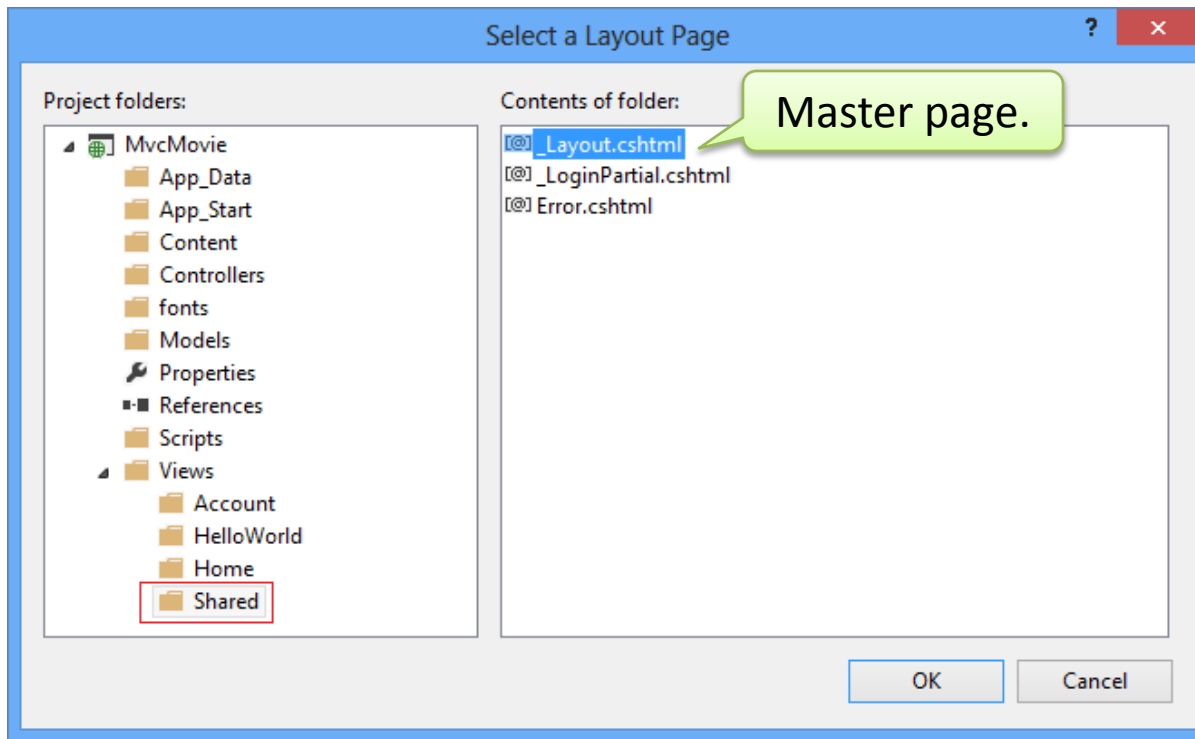 Select a Layout Page
?
×
Project folders:
Contents of folder:
Master page.
MvcMovie
App_Data
App_Start
Content
Controllers
fonts
Models
Properties
References
Scripts
Views
Account
HelloWorld
Home
Shared
[@] _Layout.cshtml
[@] _LoginPartial.cshtml
[@] Error.cshtml
OK
Cancel